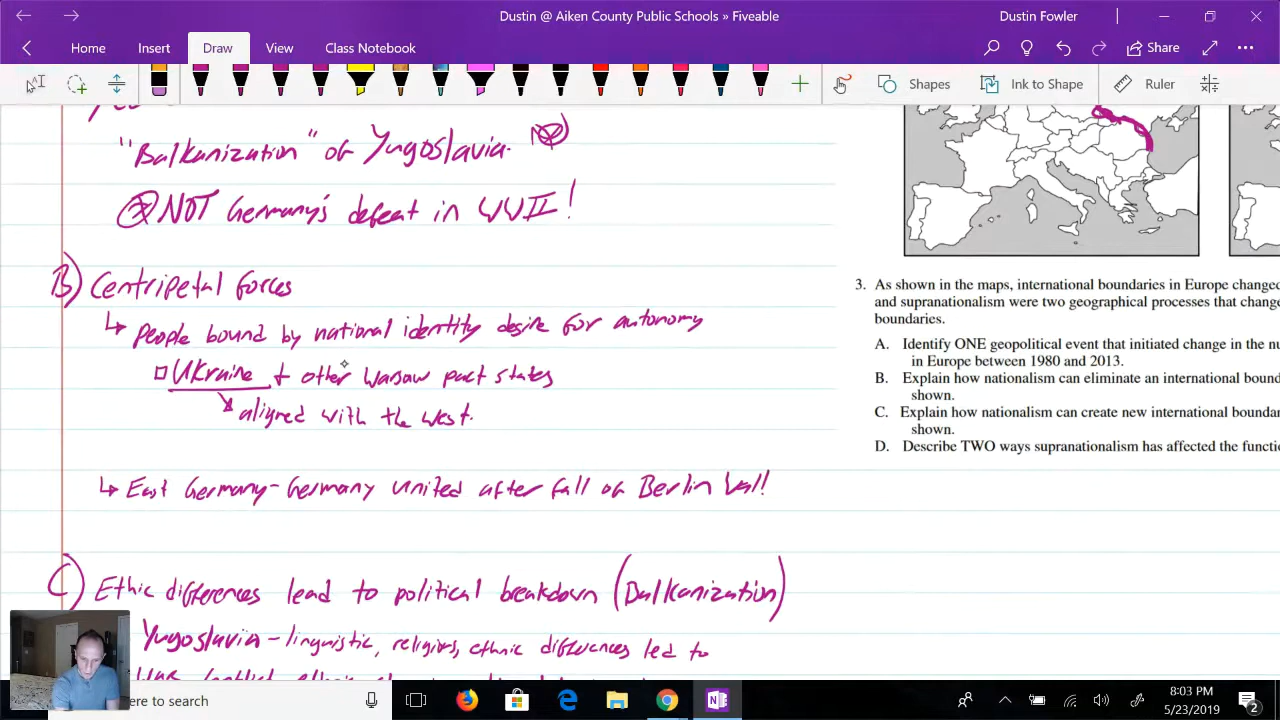 Dustin @ Aiken County Public Schools » Fiveable
Dustin Fowler
Home
Insert
Draw
View
Class Notebook
Share
Shapes
Ink to Shape
Ruler
"Balkanization" of Yugoslavia.
NOT Germany's defeat in WWII!
B) Centripetal forces
↳ People bound by national identity desire for autonomy
Ukraine + other Warsaw pact states
aligned with the West.
↳ East Germany - Germany united after fall of Berlin Wall!
C) Ethic differences lead to political breakdown (Balkanization)
Yugoslavia - linguistic, religious, ethnic differences led to
3. As shown in the maps, international boundaries in Europe changed
and supranationalism were two geographical processes that change
boundaries.
A. Identify ONE geopolitical event that initiated change in the nu
in Europe between 1980 and 2013.
B. Explain how nationalism can eliminate an international bound
shown.
C. Explain how nationalism can create new international bounda
shown.
D. Describe TWO ways supranationalism has affected the functi
ere to search
8:03 PM
5/23/2019
2